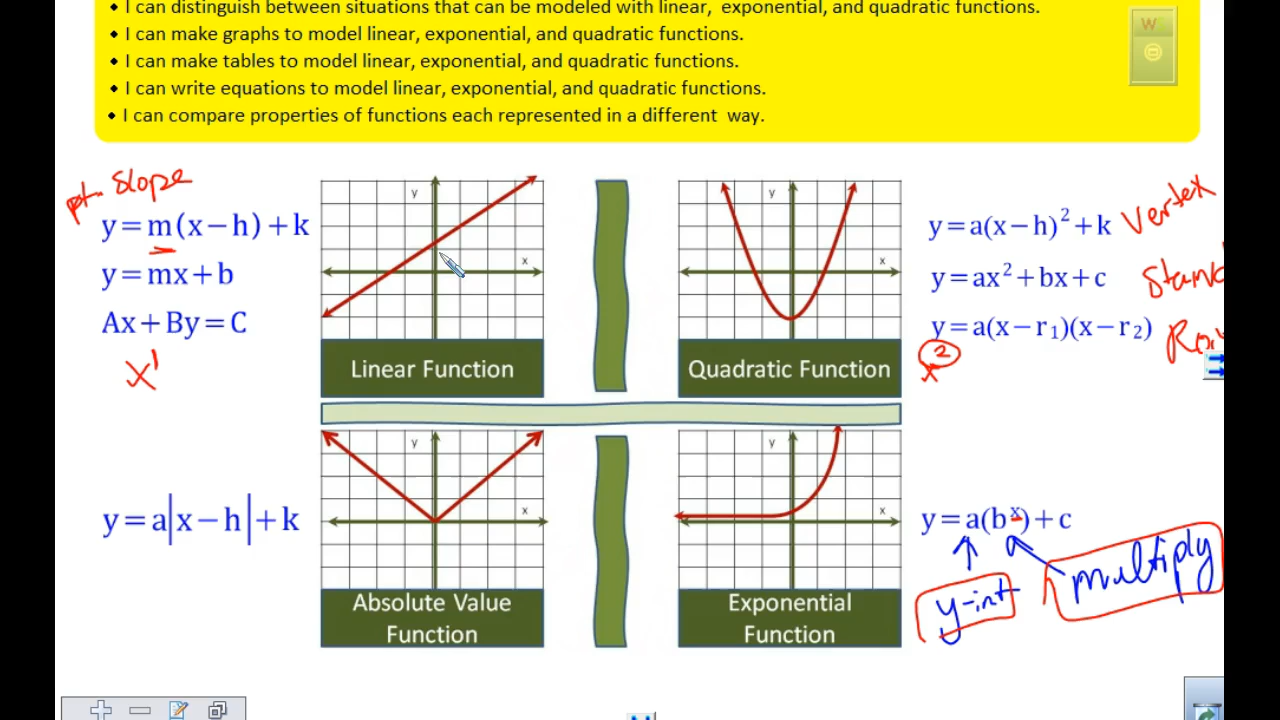 • I can distinguish between situations that can be modeled with linear, exponential, and quadratic functions.
• I can make graphs to model linear, exponential, and quadratic functions.
• I can make tables to model linear, exponential, and quadratic functions.
• I can write equations to model linear, exponential, and quadratic functions.
• I can compare properties of functions each represented in a different way.
pt. Slope
y = m(x − h) + k
y = mx + b
Ax + By = C
x¹
y
x
Linear Function
y
x
Quadratic Function
y = a(x − h)² + k Vertex
y = ax² + bx + c
y = a(x − r₁)(x − r₂)
x²
y = a|x − h| + k
y
x
Absolute Value
Function
y
x
Exponential
Function
y = a(bˣ) + c
y-int
multiply